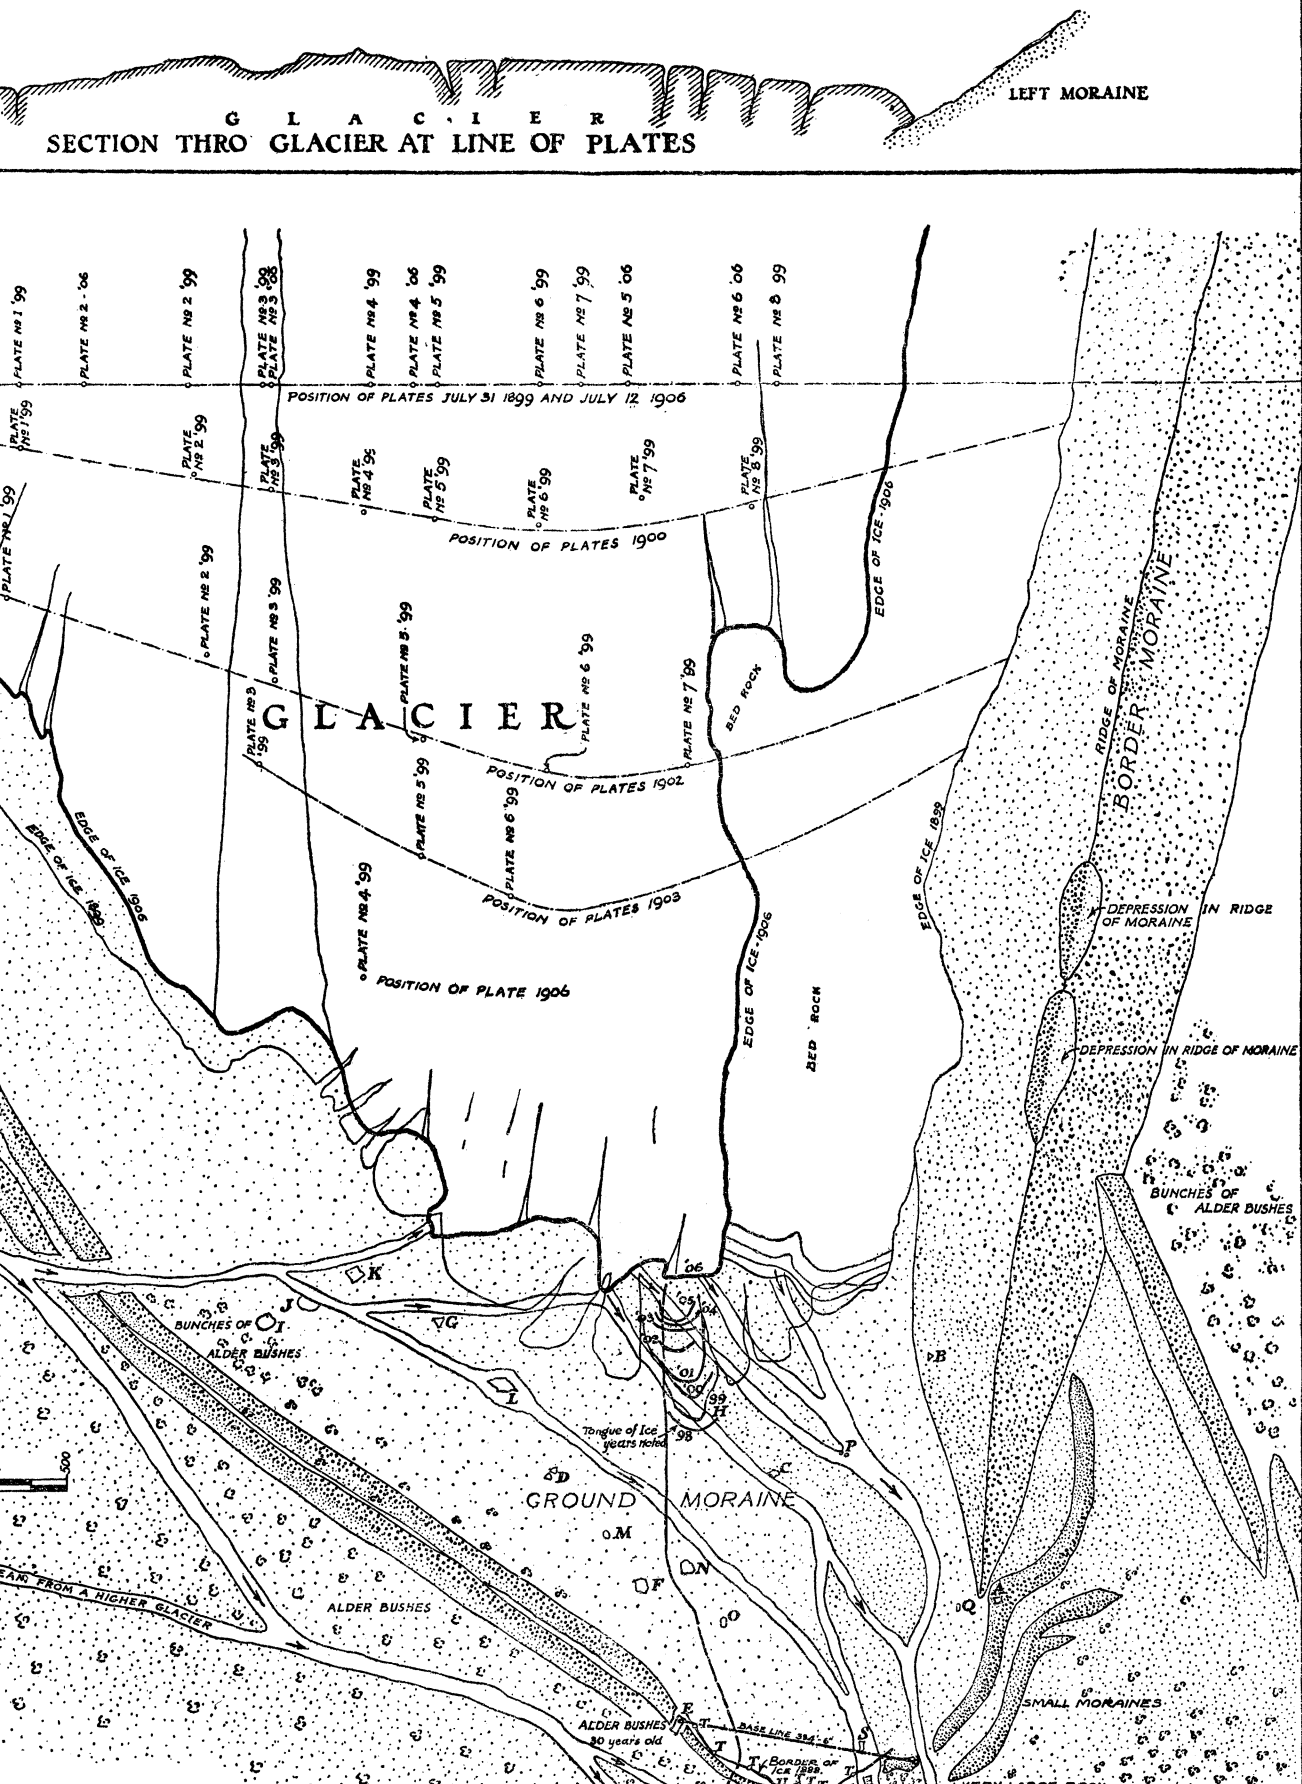 LEFT MORAINE
G L A C I E R
SECTION THRO' GLACIER AT LINE OF PLATES
PLATE No 1 '99
PLATE No 2 - 06
PLATE No 2 '99
PLATE No 3 '99
PLATE No 3 '06
PLATE No 4 '99
PLATE No 4 '06
PLATE No 5 '99
PLATE No 6 '99
PLATE No 7 '99
PLATE No 5 '06
PLATE No 6 '06
PLATE No 8 '99
POSITION OF PLATES JULY 31 1899 AND JULY 12 1906
PLATE
No 1 '99
PLATE
No 2 '99
PLATE
No 3 '99
PLATE
No 4 '99
PLATE
No 5 '99
PLATE
No 6 '99
PLATE
No 7 '99
PLATE
No 8 '99
POSITION OF PLATES 1900
EDGE OF ICE - 1906
PLATE No 1 '99
PLATE No 2 '99
PLATE No 3 '99
PLATE No 5 '99
PLATE No 6 '99
PLATE No 7 '99
BED ROCK
RIDGE OF MORAINE
BORDER MORAINE
GLACIER
POSITION OF PLATES 1902
PLATE No 3
'99
PLATE No 5 '99
PLATE No 6 '99
POSITION OF PLATES 1903
EDGE OF ICE 1906
EDGE OF ICE 1899
EDGE OF ICE 1899
PLATE No 4 '99
POSITION OF PLATE 1906
EDGE OF ICE - 1906
BED ROCK
DEPRESSION IN RIDGE
OF MORAINE
DEPRESSION IN RIDGE OF MORAINE
BUNCHES OF
ALDER BUSHES
K
J
BUNCHES OF I
ALDER BUSHES
G
L
'06
05
04
03
02
01
00
99
H
98
Tongue of Ice
years noted
B
P
C
D
GROUND MORAINE
M
N
F
O
500
EAM FROM A HIGHER GLACIER
ALDER BUSHES
Q
A
SMALL MORAINES
E
ALDER BUSHES
30 years old
T
BASE LINE 394'-6"
S
T
T
BORDER OF
ICE 1888
T